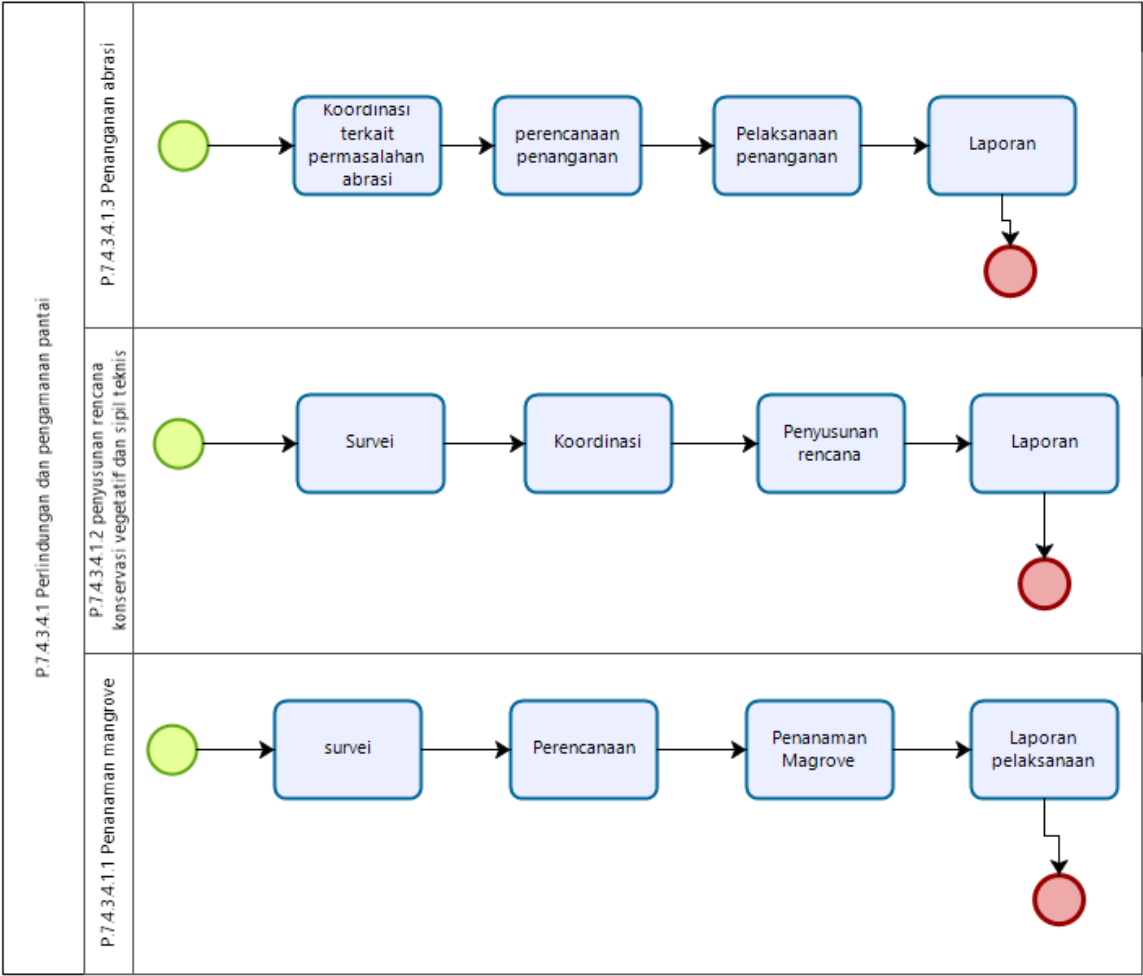 P.7.4.3.4.1 Perlindungan dan pengamanan pantai
P.7.4.3.4.1.3 Penanganan abrasi
Koordinasi
terkait
permasalahan
abrasi
perencanaan
penanganan
Pelaksanaan
penanganan
Laporan
P.7.4.3.4.1.2 penyusunan rencana
konservasi vegetatif dan sipil teknis
Survei
Koordinasi
Penyusunan
rencana
Laporan
P.7.4.3.4.1.1 Penanaman mangrove
survei
Perencanaan
Penanaman
Magrove
Laporan
pelaksanaan